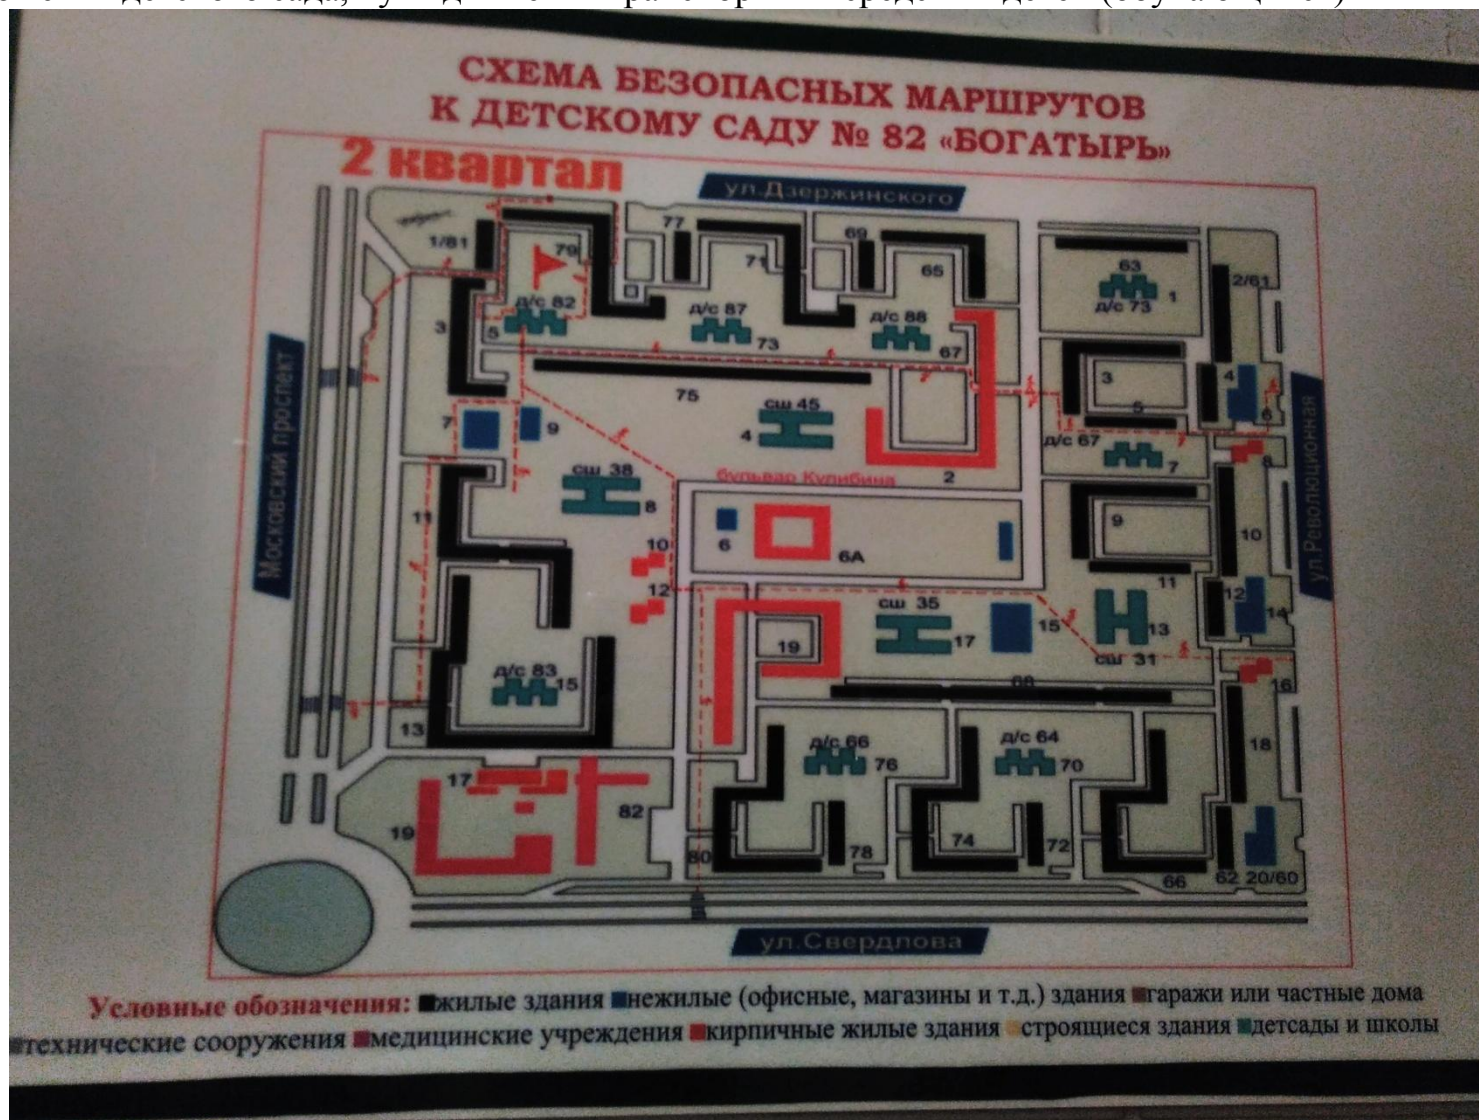 СХЕМА БЕЗОПАСНЫХ МАРШРУТОВ
К ДЕТСКОМУ САДУ № 82 «БОГАТЫРЬ»
2 квартал
ул.Дзержинского
1/81
79
77
71
69
65
63
1
2/61
д/с 82
д/с 87
д/с 88
д/с 73
3
5
73
67
3
4
75
5
6
Московский проспект
ул.Революционная
7
9
сш 45
4
д/с 67
7
8
сш 38
8
бульвар Кулибина
2
11
6
6А
9
10
10
12
11
12
14
сш 35
17
15
13
сш 31
19
д/с 83
15
68
16
13
д/с 66
76
д/с 64
70
18
17
19
82
80
78
74
72
66
62
20/60
ул.Свердлова
Условные обозначения: жилые здания нежилые (офисные, магазины и т.д.) здания гаражи или частные дома
технические сооружения медицинские учреждения кирпичные жилые здания строящиеся здания детсады и школы